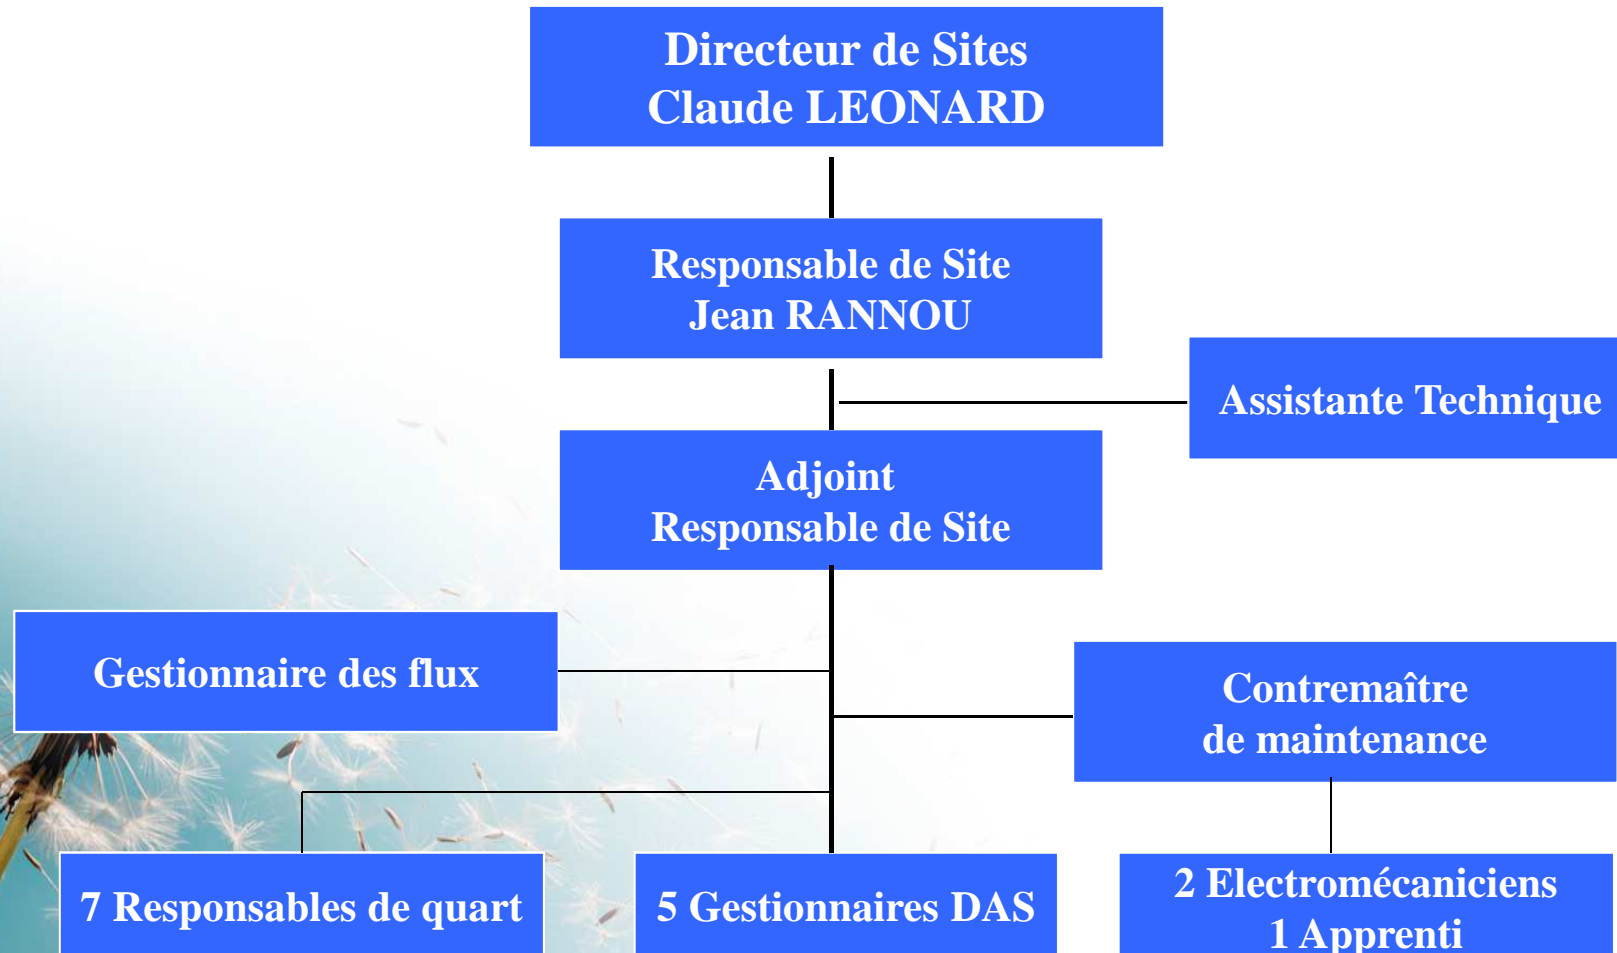 Directeur de Sites
Claude LEONARD
Responsable de Site
Jean RANNOU
Assistante Technique
Adjoint
Responsable de Site
Gestionnaire des flux
Contremaître
de maintenance
7 Responsables de quart
5 Gestionnaires DAS
2 Electromécaniciens
1 Apprenti